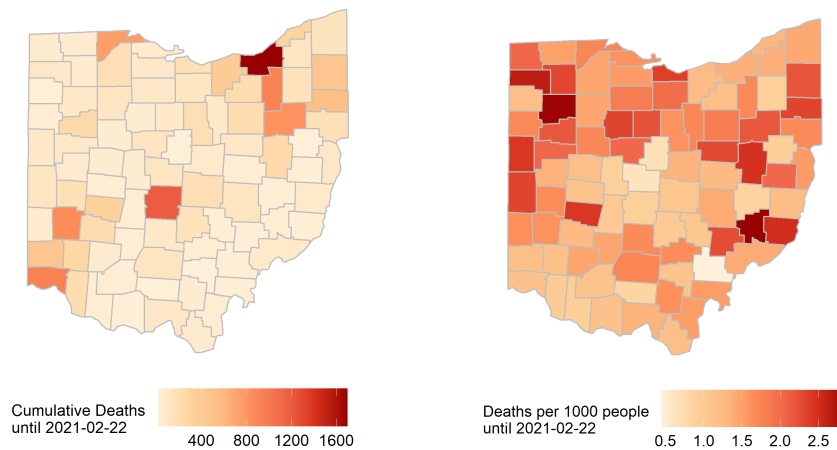 Cumulative Deaths
until 2021-02-22
400 800 1200 1600
Deaths per 1000 people
until 2021-02-22
0.5 1.0 1.5 2.0 2.5